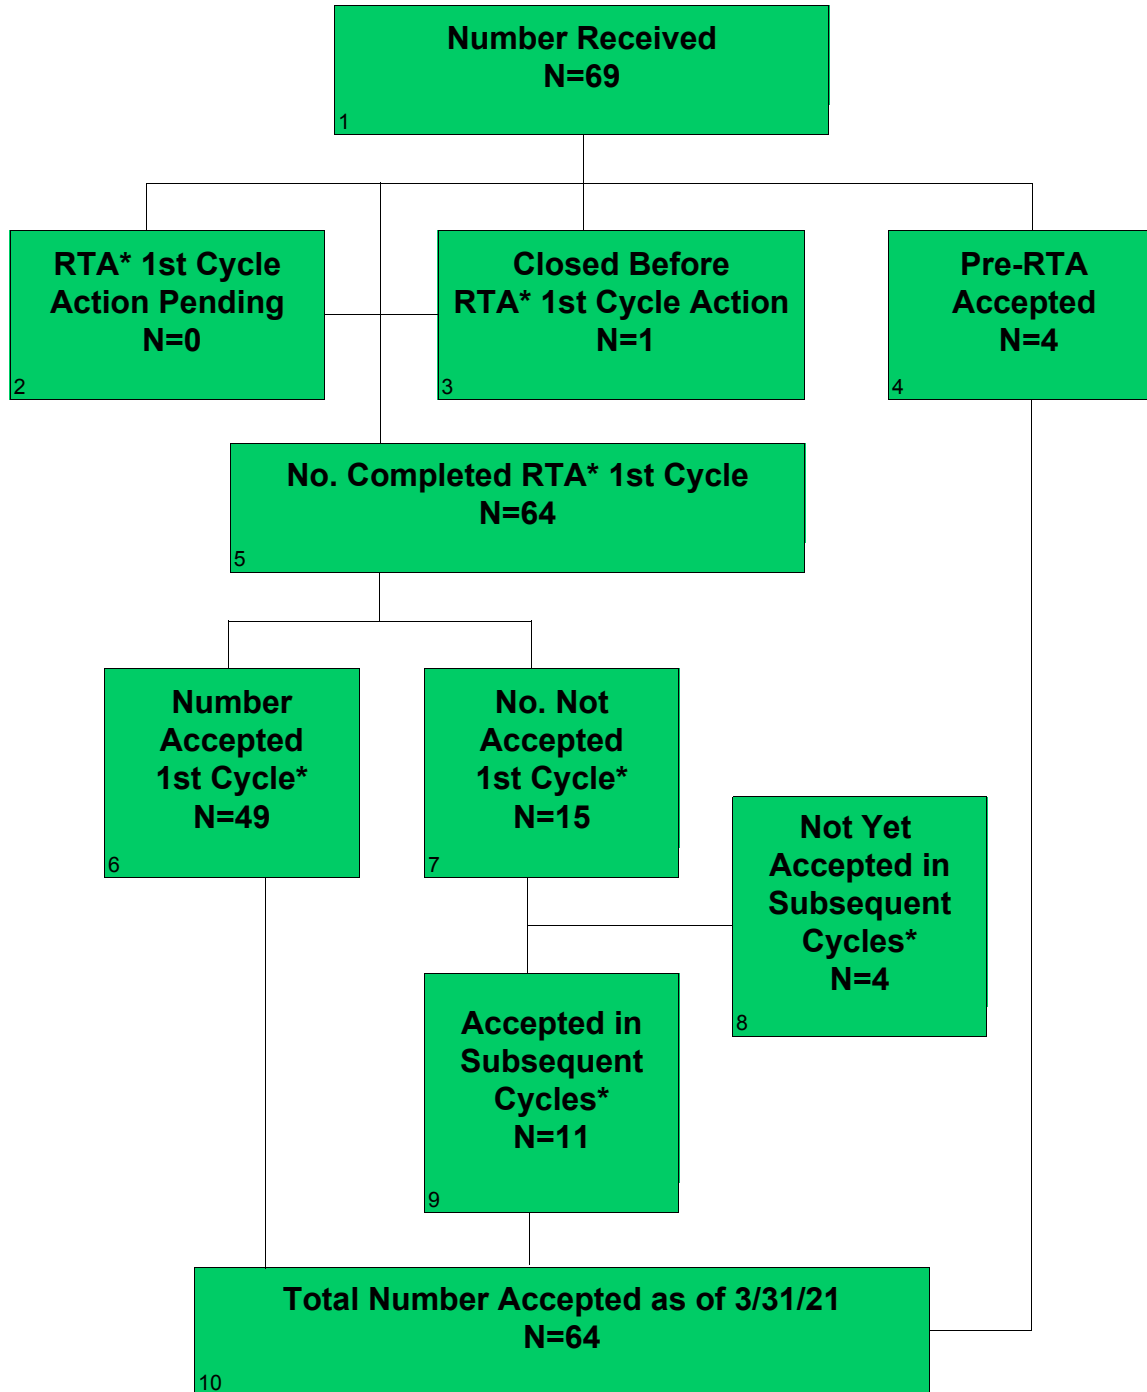 Number Received
N=69
1
RTA* 1st Cycle
Action Pending
N=0
2
Closed Before
RTA* 1st Cycle Action
N=1
3
Pre-RTA
Accepted
N=4
4
No. Completed RTA* 1st Cycle
N=64
5
Number
Accepted
1st Cycle*
N=49
6
No. Not
Accepted
1st Cycle*
N=15
7
Not Yet
Accepted in
Subsequent
Cycles*
N=4
8
Accepted in
Subsequent
Cycles*
N=11
9
Total Number Accepted as of 3/31/21
N=64
10